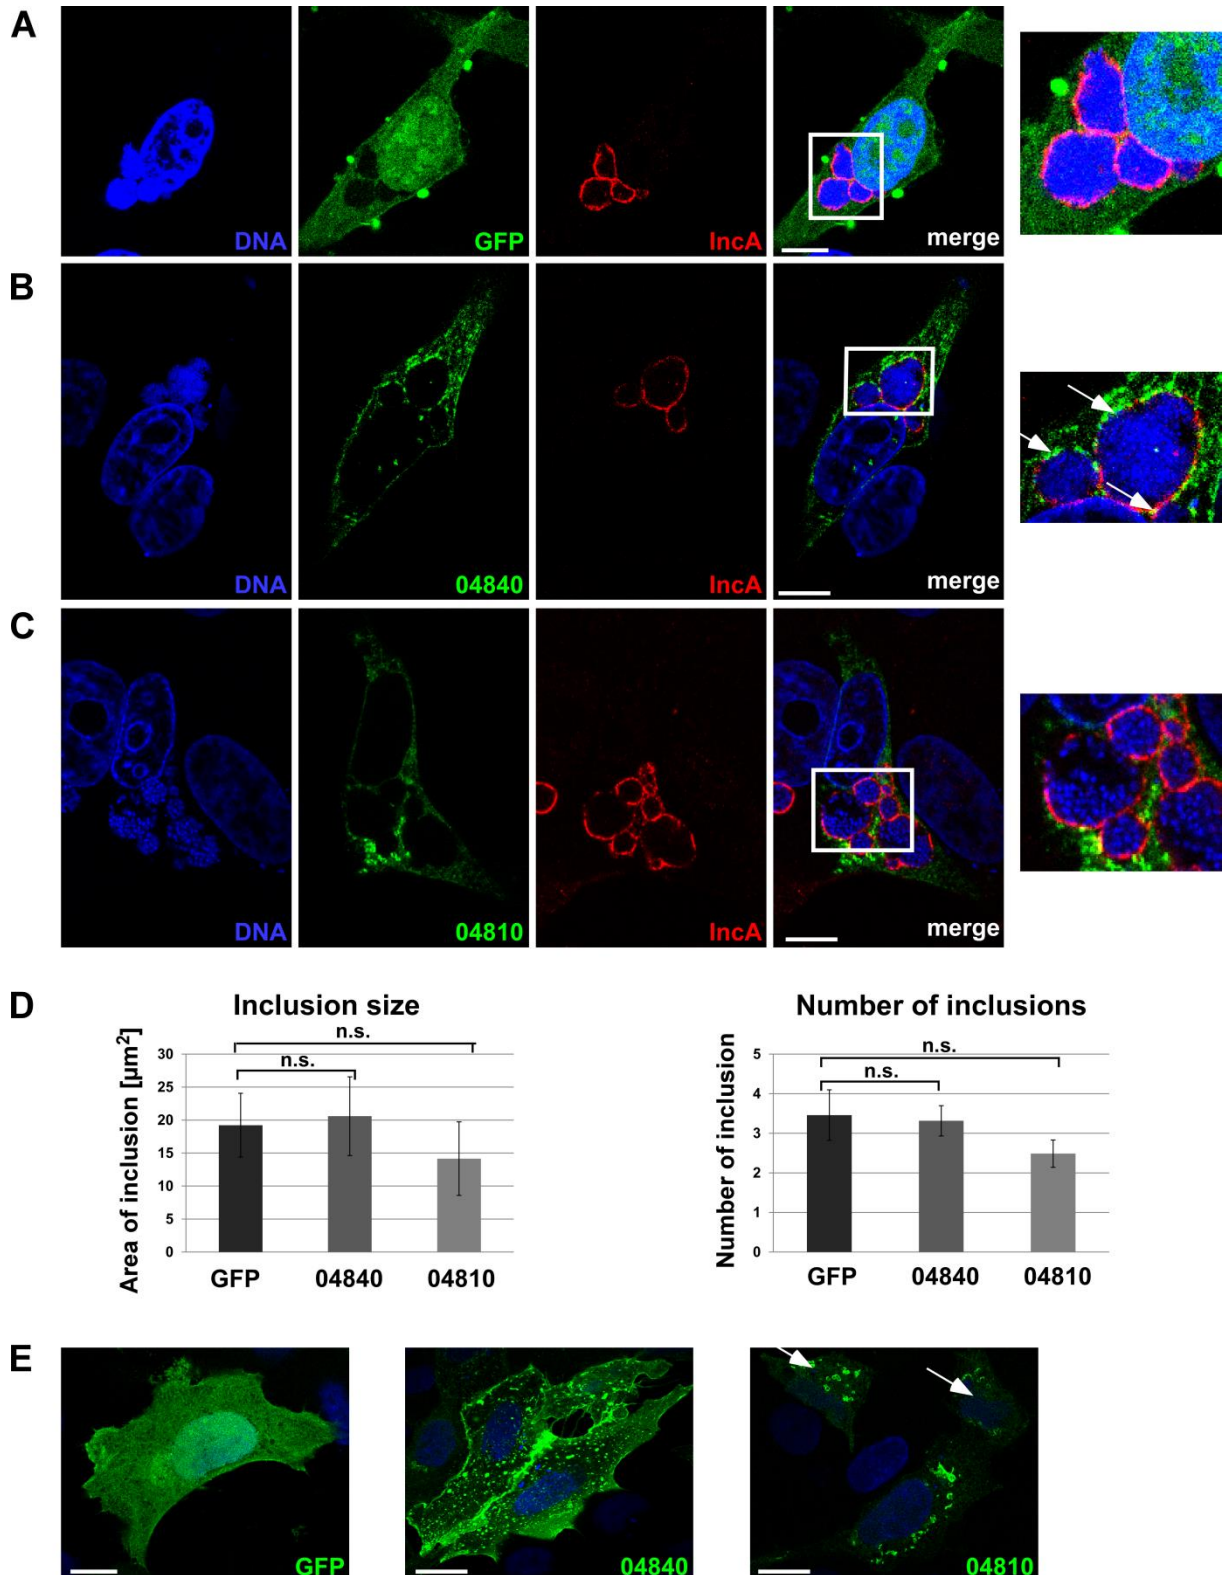 A
DNA
GFP
IncA
merge
B
DNA
04840
IncA
merge
C
DNA
04810
IncA
merge
D
Inclusion size
Area of inclusion [µm²]
30
25
20
15
10
5
0
n.s.
n.s.
GFP 04840 04810
Number of inclusions
Number of inclusion
5
4
3
2
1
0
n.s.
n.s.
GFP 04840 04810
E
GFP
04840
04810